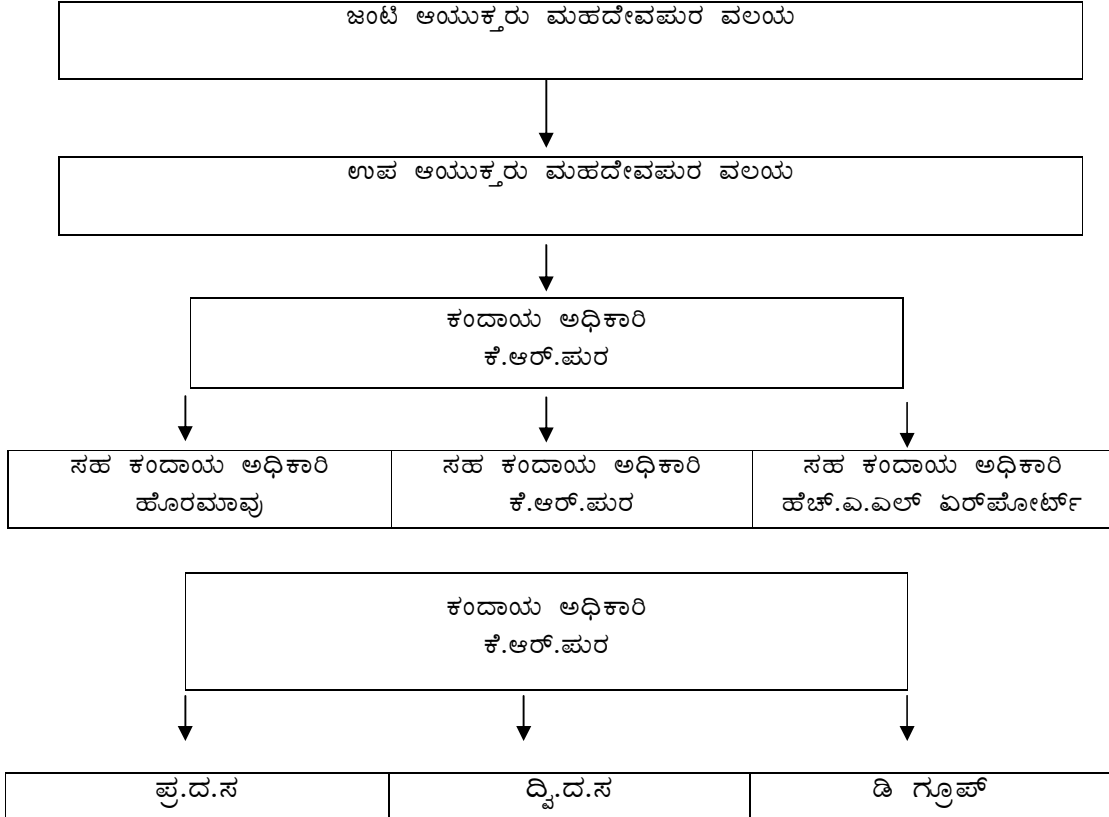 ಜಂಟಿ ಆಯುಕ್ತರು ಮಹದೇವಪುರ ವಲಯ
ಉಪ ಆಯುಕ್ತರು ಮಹದೇವಪುರ ವಲಯ
ಕಂದಾಯ ಅಧಿಕಾರಿ
ಕೆ.ಆರ್.ಪುರ
ಸಹ ಕಂದಾಯ ಅಧಿಕಾರಿ
ಹೊರಮಾವು
ಸಹ ಕಂದಾಯ ಅಧಿಕಾರಿ
ಕೆ.ಆರ್.ಪುರ
ಸಹ ಕಂದಾಯ ಅಧಿಕಾರಿ
ಹೆಚ್.ಎ.ಎಲ್ ಏರ್‌ಪೋರ್ಟ್
ಕಂದಾಯ ಅಧಿಕಾರಿ
ಕೆ.ಆರ್.ಪುರ
ಪ್ರ.ದ.ಸ
ದ್ವಿ.ದ.ಸ
ಡಿ ಗ್ರೂಪ್